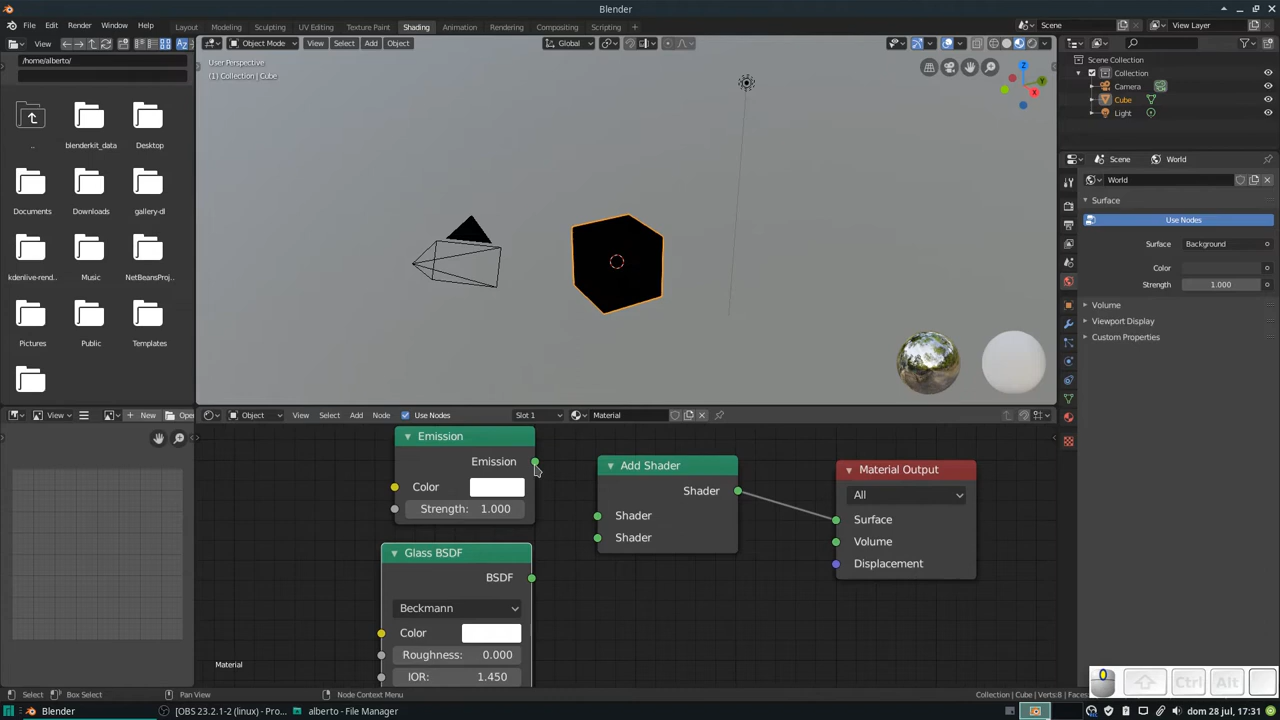 Blender
File Edit Render Window Help
Layout Modeling Sculpting UV Editing Texture Paint Shading Animation Rendering Compositing Scripting
Scene
View Layer
View
Object Mode
View Select Add Object
Global
/home/alberto/
..
blenderkit_data
Desktop
Documents
Downloads
gallery-dl
kdenlive-rend...
Music
NetBeansProj...
Pictures
Public
Templates
User Perspective
(1) Collection | Cube
Z
Y
X
Scene Collection
Collection
Camera
Cube
Light
Scene
World
World
Surface
Use Nodes
Surface
Background
Color
Strength
1.000
Volume
Viewport Display
Custom Properties
View
New
Open
Object
View Select Add Node
Use Nodes
Slot 1
Material
Emission
Emission
Color
Strength: 1.000
Glass BSDF
BSDF
Beckmann
Color
Roughness: 0.000
IOR: 1.450
Add Shader
Shader
Shader
Shader
Material Output
All
Surface
Volume
Displacement
Material
Ctrl
Alt
Select
Box Select
Pan View
Node Context Menu
Collection | Cube | Verts:8 | Faces
Blender
[OBS 23.2.1-2 (linux) - Pro...
alberto - File Manager
dom 28 jul, 17:31